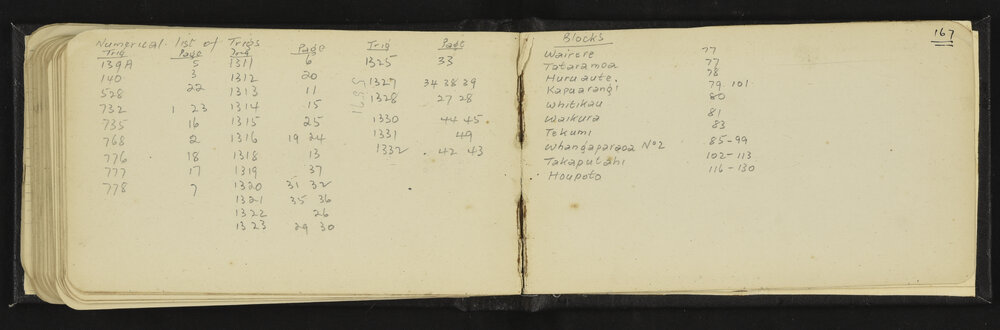 Numerical list of Trigs
Trig Page Trig Page Trig Page
139A 5 1311 6 1325 33
140 3 1312 20 1327 34 38 39
528 22 1313 11 1328 27 28
732 1 23 1314 15 1330 44 45
735 16 1315 25 1331 49
768 2 1316 19 24 1332 42 43
776 18 1318 13
777 17 1319 37
778 7 1320 31 32
1321 35 36
1322 26
1323 29 30
167
Blocks
Wairere 77
Tataramoa 77
Huruaute. 78
Kapuarangi 79 101
Whitikau 80
Waikura 81
Tekumi 83
Whangaparaoa No 2 85-99
Takaputahi 102-113
Houpoto 116-130